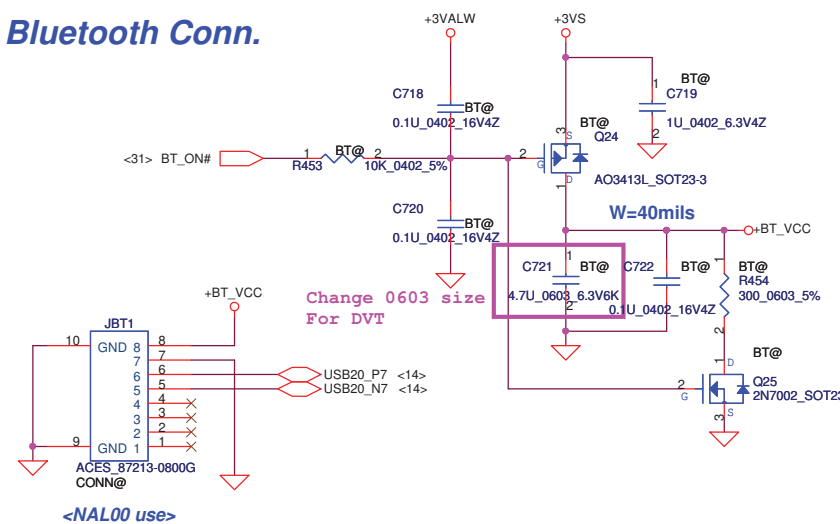 Bluetooth Conn.
+3VALW
+3VS
C718
BT@
0.1U_0402_16V4Z
1
BT@
C719
1U_0402_6.3V4Z
2
3
S
BT@
Q24
<31> BT_ON#
1
BT@
2
R453
10K_0402_5%
2
G
D
1
AO3413L_SOT23-3
C720
BT@
0.1U_0402_16V4Z
W=40mils
+BT_VCC
1
C721
BT@
4.7U_0603_6.3V6K
2
C722
BT@
0.1U_0402_16V4Z
1
BT@
R454
300_0603_5%
2
Change 0603 size
For DVT
+BT_VCC
JBT1
10
GND
8
8
7
7
6
6
USB20_P7 <14>
5
5
USB20_N7 <14>
4
4
3
3
2
2
9
GND
1
1
ACES_87213-0800G
CONN@
1
D
BT@
2
G
Q25
2N7002_SOT23
3
S
<NAL00 use>